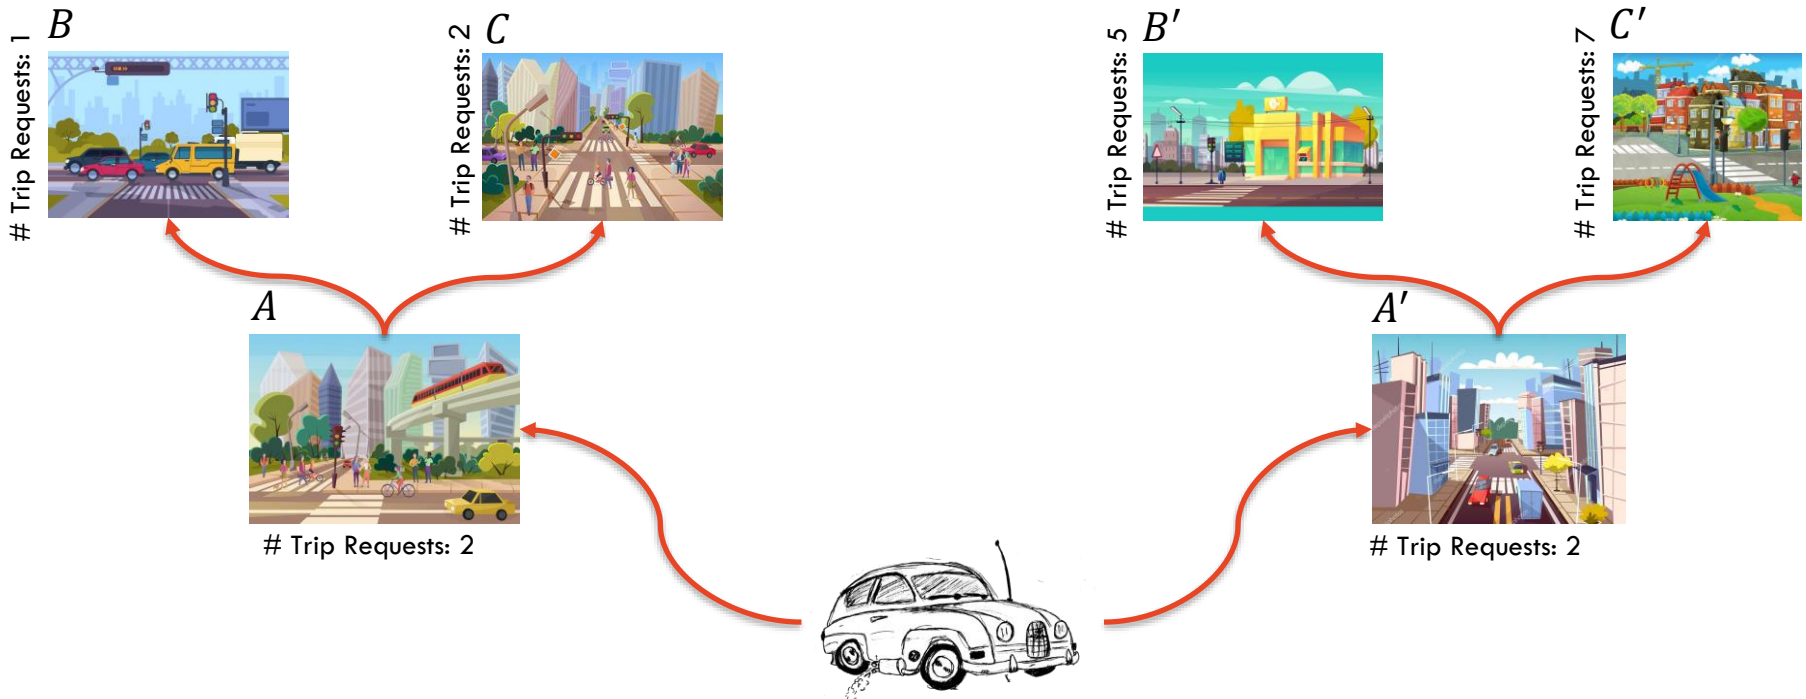 B
# Trip Requests: 1
C
# Trip Requests: 2
B′
# Trip Requests: 5
C′
# Trip Requests: 7
A
# Trip Requests: 2
A′
# Trip Requests: 2